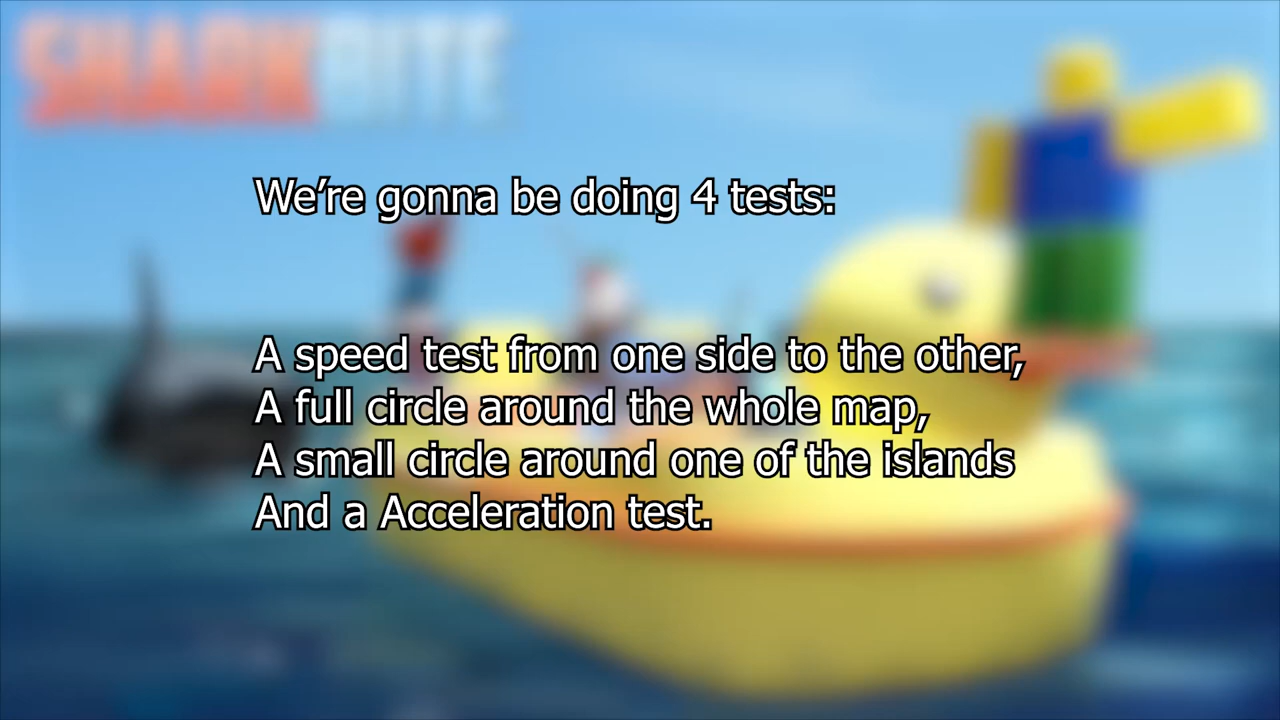 SHARKBITE
We're gonna be doing 4 tests:
A speed test from one side to the other,
A full circle around the whole map,
A small circle around one of the islands
And a Acceleration test.